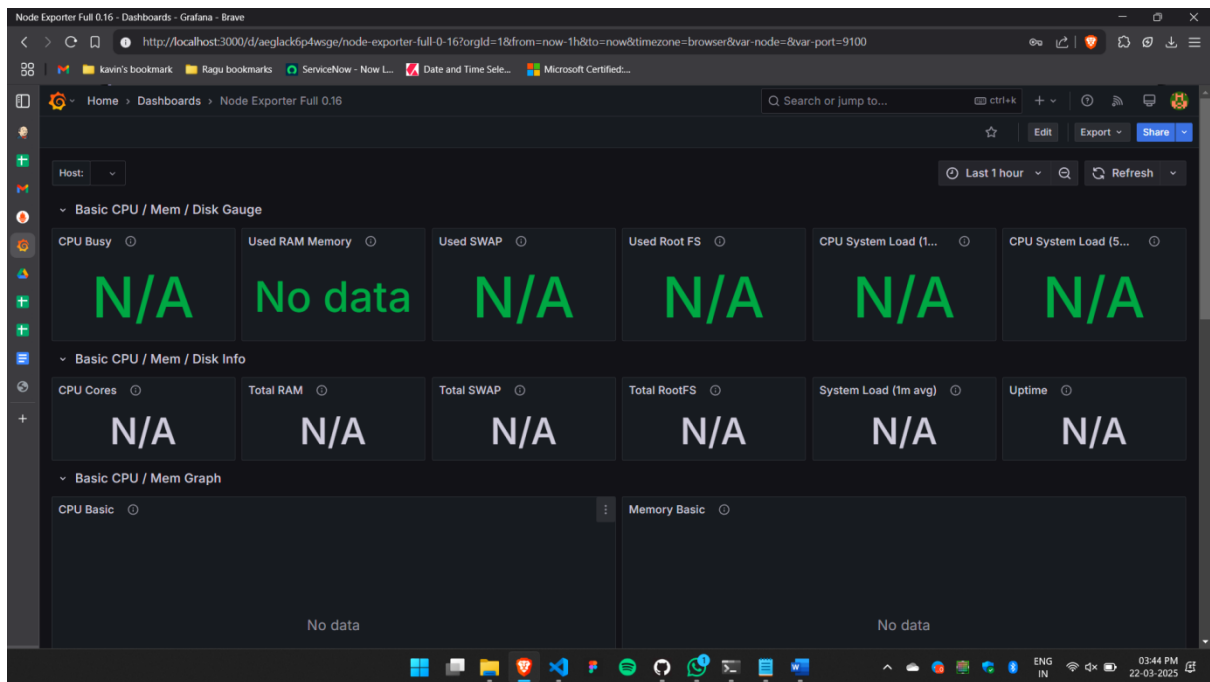 Node Exporter Full 0.16 - Dashboards - Grafana - Brave
http://localhost:3000/d/aeglack6p4wsge/node-exporter-full-0-16?orgId=1&from=now-1h&to=now&timezone=browser&var-node=&var-port=9100
kavin's bookmark Ragu bookmarks ServiceNow - Now L... Date and Time Sele... Microsoft Certified:...
Home › Dashboards › Node Exporter Full 0.16 Search or jump to... ctrl+k
Edit Export Share
Host: Last 1 hour Refresh
Basic CPU / Mem / Disk Gauge
CPU Busy Used RAM Memory Used SWAP Used Root FS CPU System Load (1... CPU System Load (5...
N/A No data N/A N/A N/A N/A
Basic CPU / Mem / Disk Info
CPU Cores Total RAM Total SWAP Total RootFS System Load (1m avg) Uptime
N/A N/A N/A N/A N/A N/A
Basic CPU / Mem Graph
CPU Basic Memory Basic
No data No data
ENG 03:44 PM
IN 22-03-2025